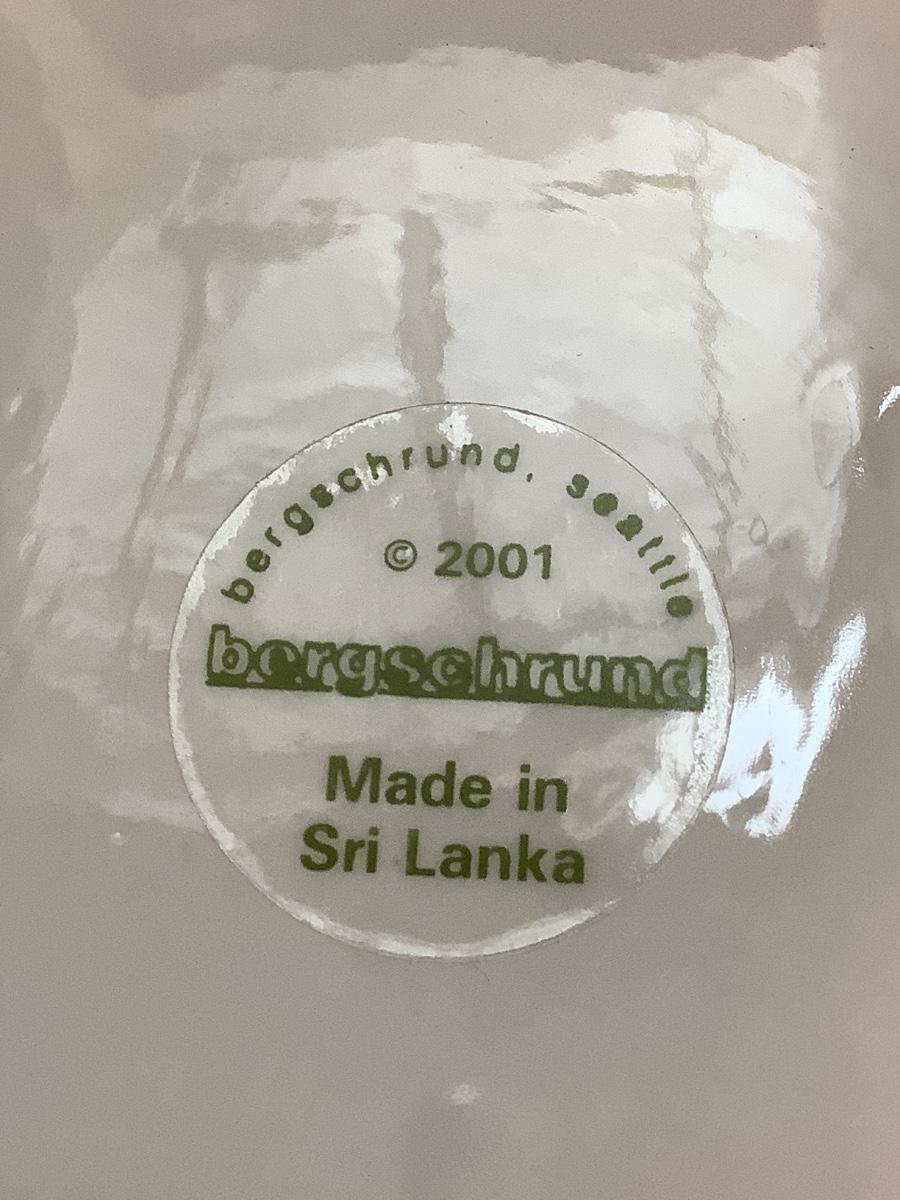 bergschrund, seattle
© 2001
bergschrund
Made in
Sri Lanka